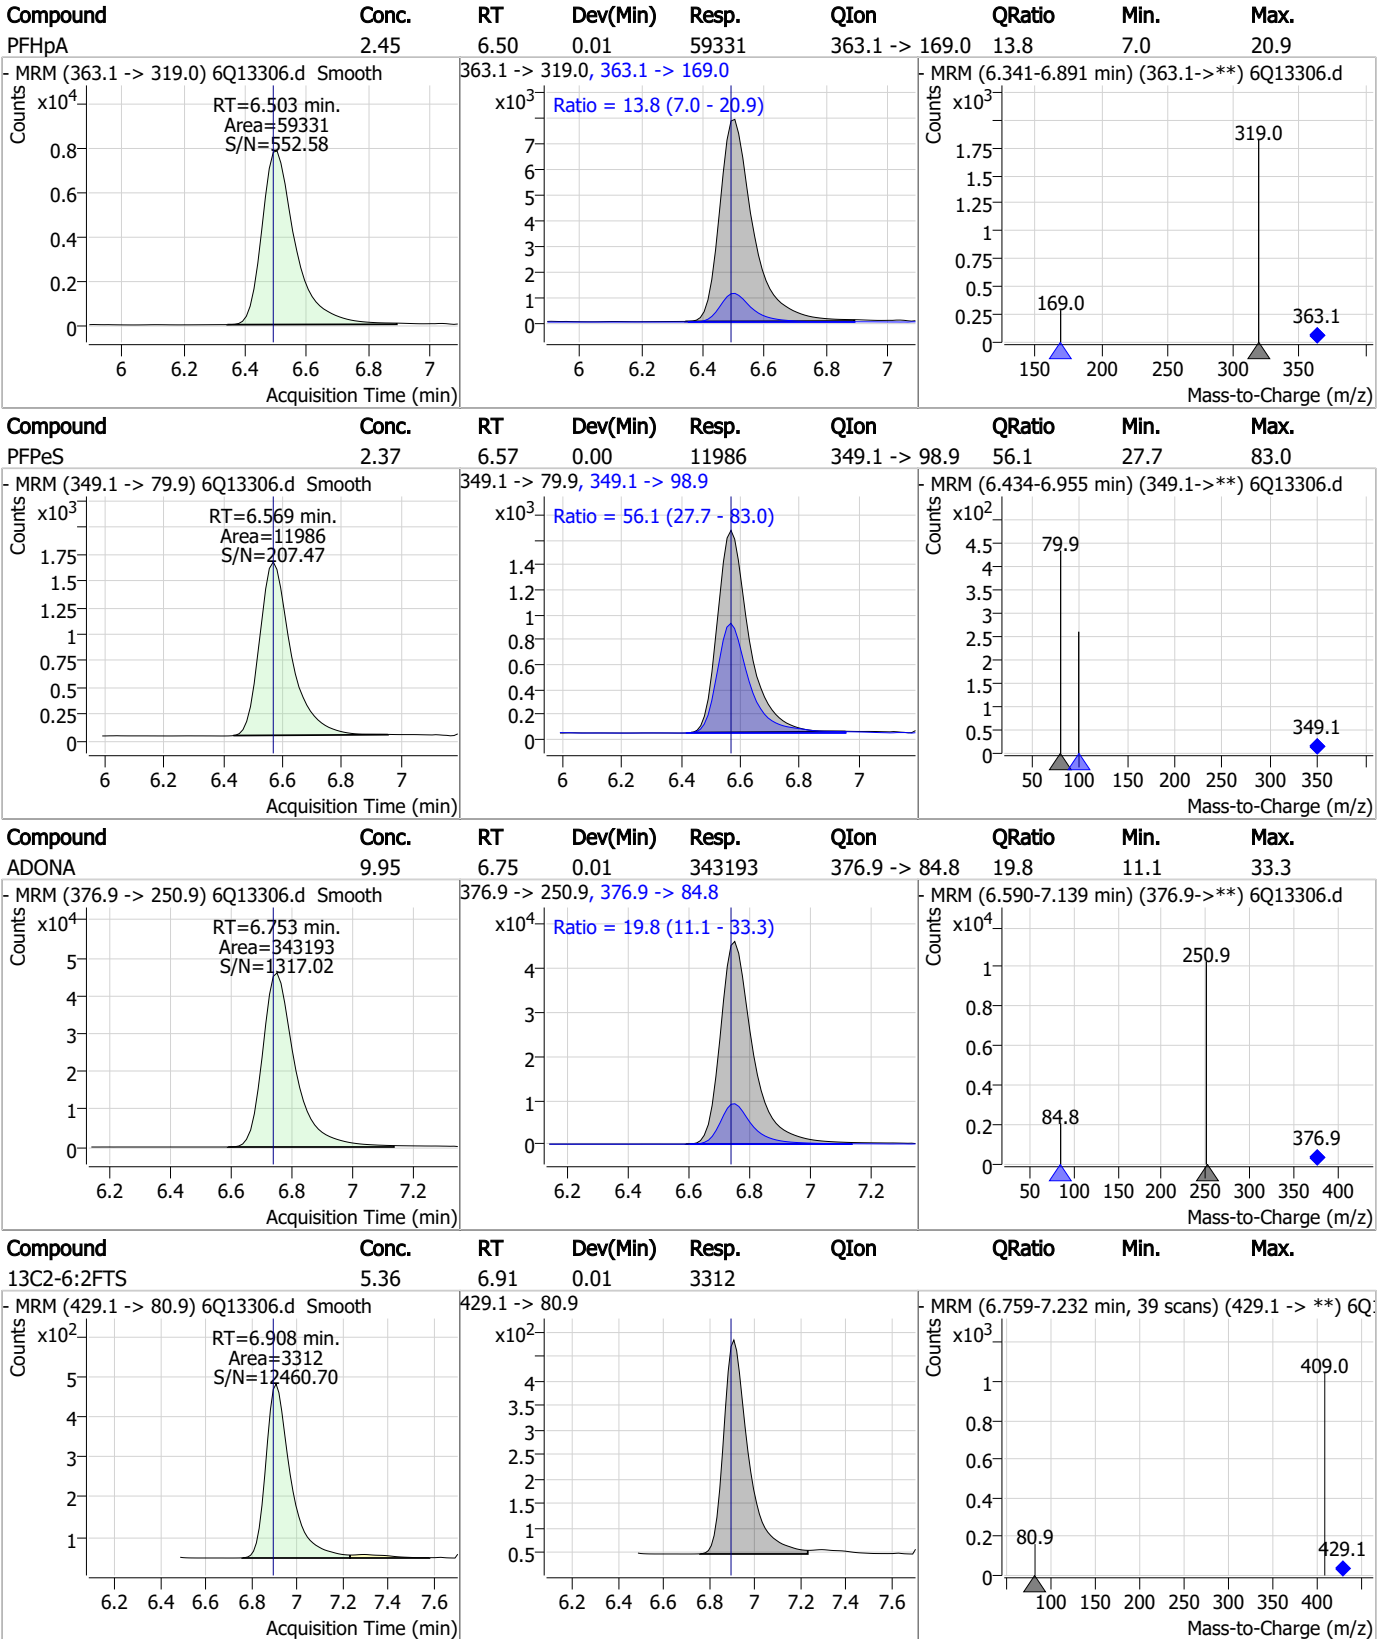 Compound Conc. RT Dev(Min) Resp. QIon QRatio Min. Max.
PFHpA 2.45 6.50 0.01 59331 363.1 -> 169.0 13.8 7.0 20.9
- MRM (363.1 -> 319.0) 6Q13306.d Smooth
Counts
x10^4
RT=6.503 min.
Area=59331
S/N=552.58
0.8
0.6
0.4
0.2
0
6 6.2 6.4 6.6 6.8 7
Acquisition Time (min)
363.1 -> 319.0, 363.1 -> 169.0
x10^3
Ratio = 13.8 (7.0 - 20.9)
7
6
5
4
3
2
1
0
6 6.2 6.4 6.6 6.8 7
- MRM (6.341-6.891 min) (363.1->**) 6Q13306.d
Counts
x10^3
319.0
1.75
1.5
1.25
1
0.75
0.5
169.0
0.25
363.1
0
150 200 250 300 350
Mass-to-Charge (m/z)
Compound Conc. RT Dev(Min) Resp. QIon QRatio Min. Max.
PFPeS 2.37 6.57 0.00 11986 349.1 -> 98.9 56.1 27.7 83.0
- MRM (349.1 -> 79.9) 6Q13306.d Smooth
Counts
x10^3
RT=6.569 min.
Area=11986
S/N=207.47
1.75
1.5
1.25
1
0.75
0.5
0.25
0
6 6.2 6.4 6.6 6.8 7
Acquisition Time (min)
349.1 -> 79.9, 349.1 -> 98.9
x10^3
Ratio = 56.1 (27.7 - 83.0)
1.4
1.2
1
0.8
0.6
0.4
0.2
0
6 6.2 6.4 6.6 6.8 7
- MRM (6.434-6.955 min) (349.1->**) 6Q13306.d
Counts
x10^2
79.9
4.5
4
3.5
3
2.5
2
1.5
1
0.5
349.1
0
50 100 150 200 250 300 350
Mass-to-Charge (m/z)
Compound Conc. RT Dev(Min) Resp. QIon QRatio Min. Max.
ADONA 9.95 6.75 0.01 343193 376.9 -> 84.8 19.8 11.1 33.3
- MRM (376.9 -> 250.9) 6Q13306.d Smooth
Counts
x10^4
RT=6.753 min.
Area=343193
S/N=1317.02
5
4
3
2
1
0
6.2 6.4 6.6 6.8 7 7.2
Acquisition Time (min)
376.9 -> 250.9, 376.9 -> 84.8
x10^4
Ratio = 19.8 (11.1 - 33.3)
4
3
2
1
0
6.2 6.4 6.6 6.8 7 7.2
- MRM (6.590-7.139 min) (376.9->**) 6Q13306.d
Counts
x10^4
250.9
1
0.8
0.6
0.4
0.2
84.8
376.9
0
50 100 150 200 250 300 350 400
Mass-to-Charge (m/z)
Compound Conc. RT Dev(Min) Resp. QIon QRatio Min. Max.
13C2-6:2FTS 5.36 6.91 0.01 3312
- MRM (429.1 -> 80.9) 6Q13306.d Smooth
Counts
x10^2
RT=6.908 min.
Area=3312
S/N=12460.70
5
4
3
2
1
6.2 6.4 6.6 6.8 7 7.2 7.4 7.6
Acquisition Time (min)
429.1 -> 80.9
x10^2
4
3.5
3
2.5
2
1.5
1
0.5
6.2 6.4 6.6 6.8 7 7.2 7.4 7.6
- MRM (6.759-7.232 min, 39 scans) (429.1 -> **) 6Q1
Counts
x10^3
409.0
1
0.8
0.6
0.4
0.2
80.9
429.1
0
100 150 200 250 300 350 400
Mass-to-Charge (m/z)